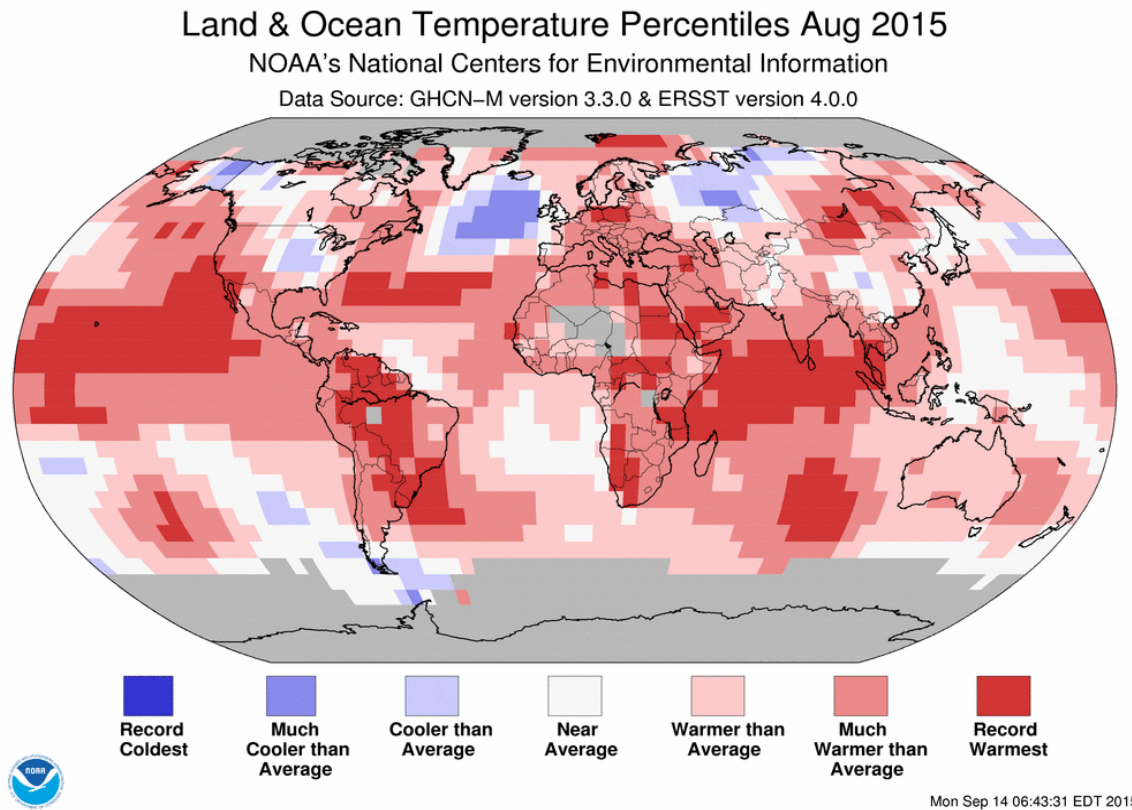 Land & Ocean Temperature Percentiles Aug 2015
NOAA's National Centers for Environmental Information
Data Source: GHCN−M version 3.3.0 & ERSST version 4.0.0
Record
Coldest
Much
Cooler than
Average
Cooler than
Average
Near
Average
Warmer than
Average
Much
Warmer than
Average
Record
Warmest
NOAA
Mon Sep 14 06:43:31 EDT 2015